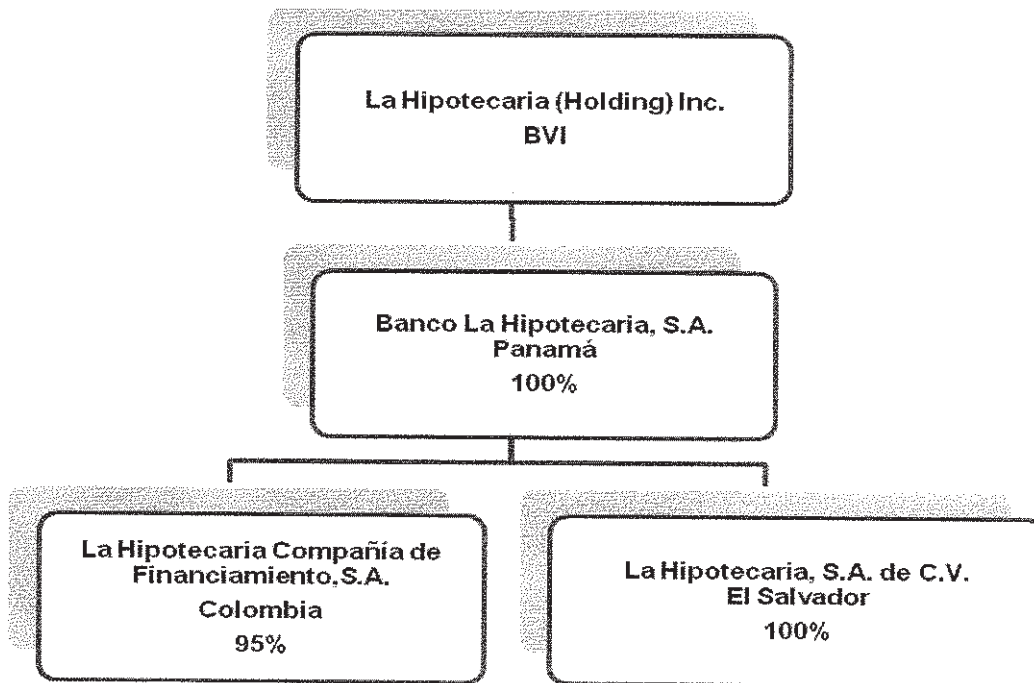 La Hipotecaria (Holding) Inc.
BVI
Banco La Hipotecaria, S.A.
Panamá
100%
La Hipotecaria Compañía de
Financiamiento,S.A.
Colombia
95%
La Hipotecaria, S.A. de C.V.
El Salvador
100%